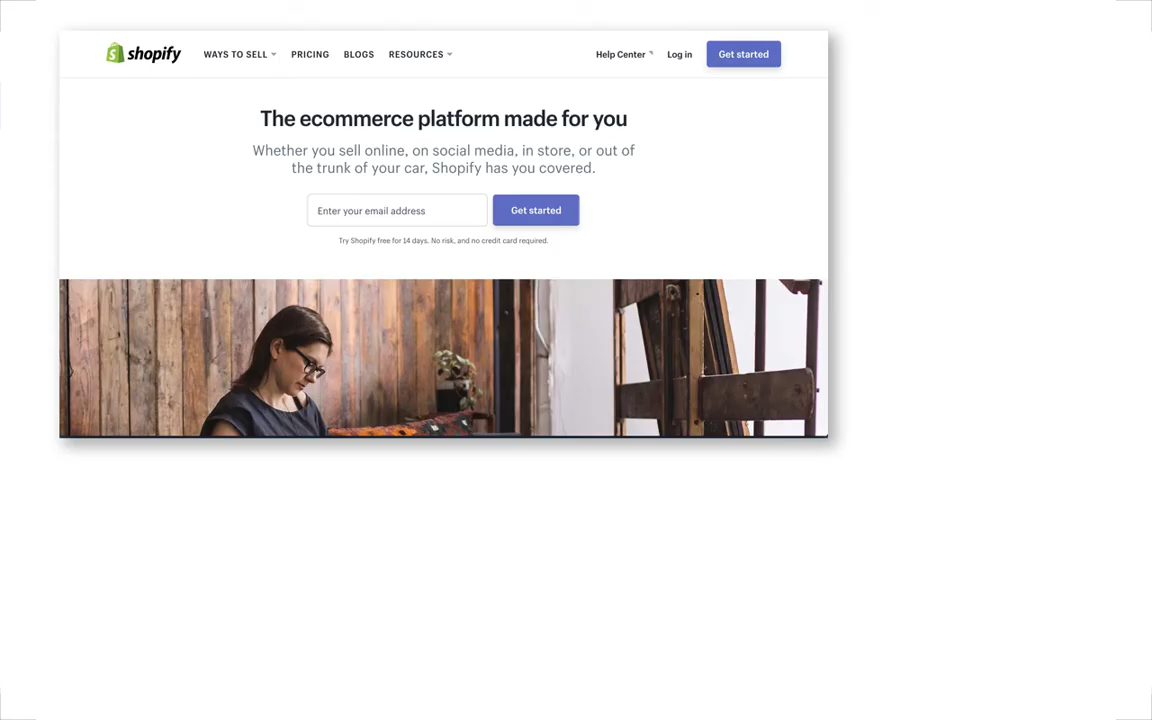 shopify WAYS TO SELL PRICING BLOGS RESOURCES Help Center Log in Get started
The ecommerce platform made for you
Whether you sell online, on social media, in store, or out of
the trunk of your car, Shopify has you covered.
Enter your email address Get started
Try Shopify free for 14 days. No risk, and no credit card required.